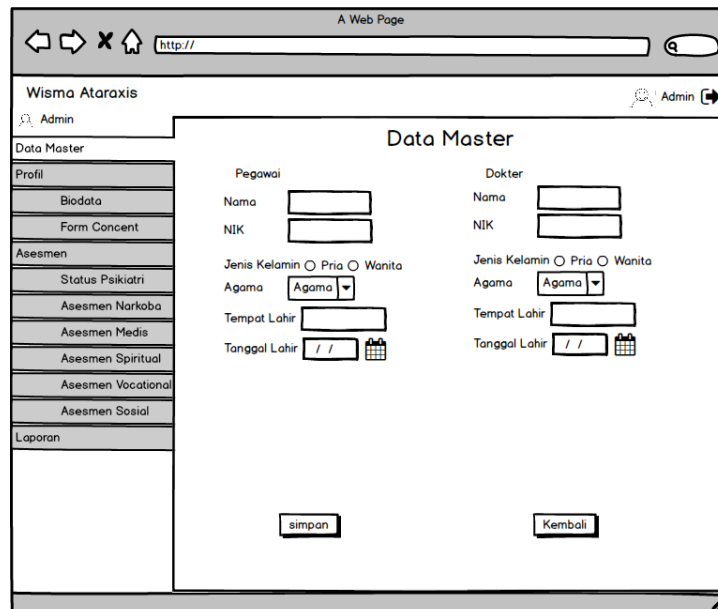 A Web Page
http://
Wisma Ataraxis
Admin
Admin
Data Master
Profil
Biodata
Form Concent
Asesmen
Status Psikiatri
Asesmen Narkoba
Asesmen Medis
Asesmen Spiritual
Asesmen Vocational
Asesmen Sosial
Laporan
Data Master
Pegawai
Nama
NIK
Jenis Kelamin Pria Wanita
Agama Agama
Tempat Lahir
Tanggal Lahir / /
Dokter
Nama
NIK
Jenis Kelamin Pria Wanita
Agama Agama
Tempat Lahir
Tanggal Lahir / /
simpan
Kembali